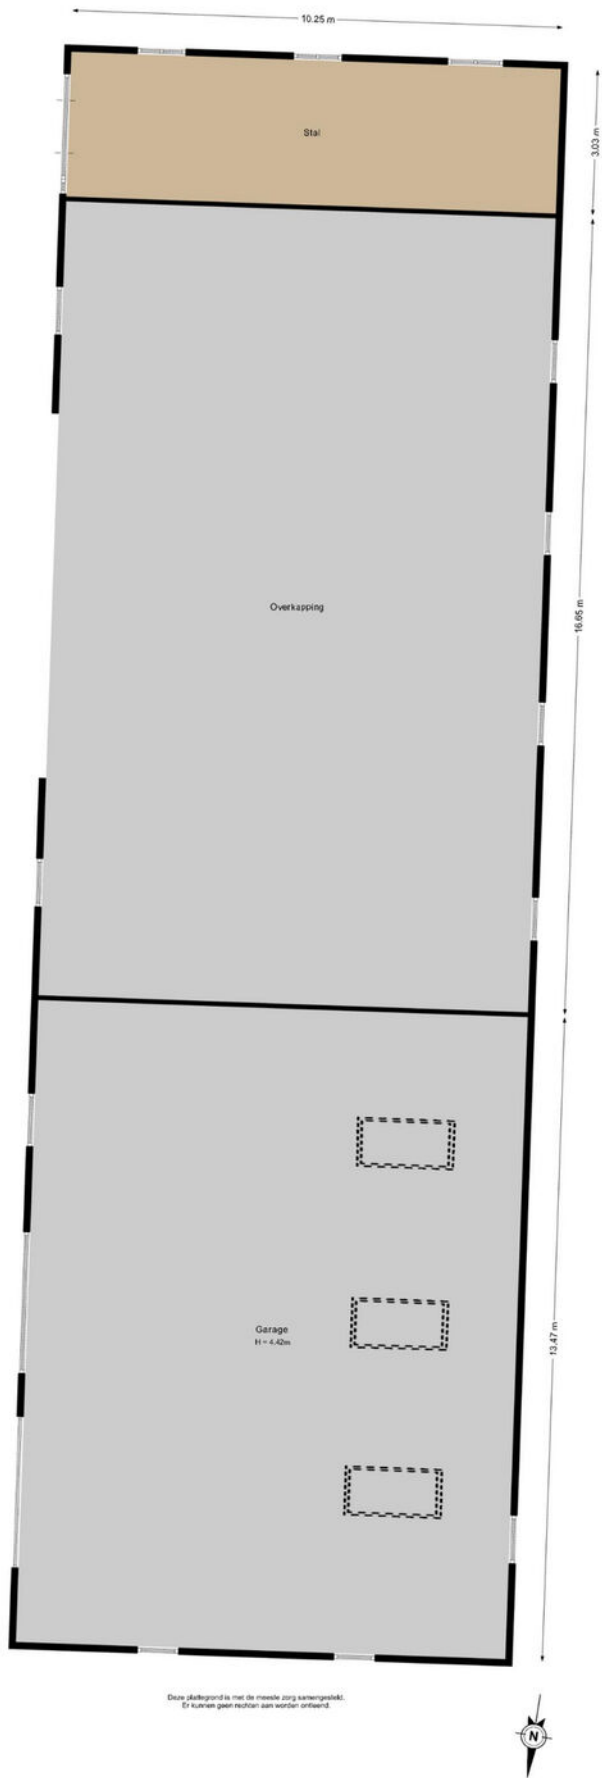 10.25 m
Stal
3.03 m
Overkapping
16.65 m
Garage
H = 4.42m
13.47 m
Deze plattegrond is met de meeste zorg samengesteld.
Er kunnen geen rechten aan worden ontleend.
N